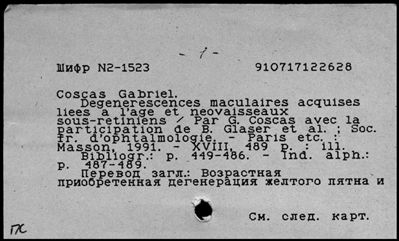 - 1 -
Шифр N2-1523 910717122628
Coscas Gabriel.
Degenerescences maculaires acquises
liees a l'age et neovaisseaux
sous-retiniens / Par G. Coscas avec la
participation de B. Glaser et al. ; Soc.
fr. d'ophtalmologie. - Paris etc. :
Masson, 1991. - XVIII, 489 p. : ill.
Bibliogr.: p. 449-486. - Ind. alph.:
p. 487-489.
Перевод загл.: Возрастная
приобретенная дегенерация желтого пятна и
См. след. карт.
ПС